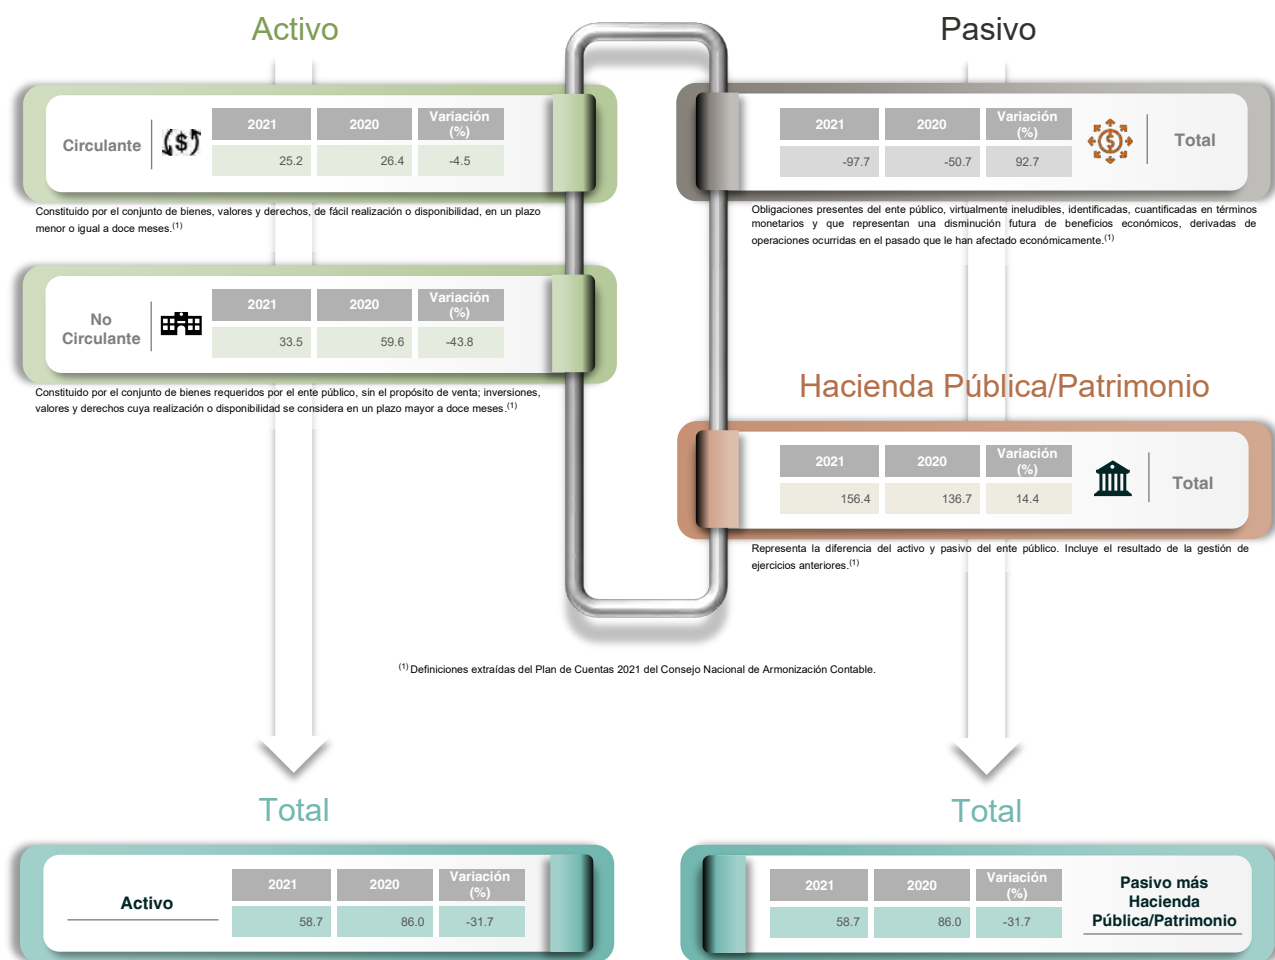 Activo
Circulante
2021 2020 Variación (%)
25.2 26.4 -4.5
Constituido por el conjunto de bienes, valores y derechos, de fácil realización o disponibilidad, en un plazo
menor o igual a doce meses.(1)
No
Circulante
2021 2020 Variación (%)
33.5 59.6 -43.8
Constituido por el conjunto de bienes requeridos por el ente público, sin el propósito de venta; inversiones,
valores y derechos cuya realización o disponibilidad se considera en un plazo mayor a doce meses.(1)
Pasivo
2021 2020 Variación (%)
-97.7 -50.7 92.7
Total
Obligaciones presentes del ente público, virtualmente ineludibles, identificadas, cuantificadas en términos
monetarios y que representan una disminución futura de beneficios económicos, derivadas de
operaciones ocurridas en el pasado que le han afectado económicamente.(1)
Hacienda Pública/Patrimonio
2021 2020 Variación (%)
156.4 136.7 14.4
Total
Representa la diferencia del activo y pasivo del ente público. Incluye el resultado de la gestión de
ejercicios anteriores.(1)
(1) Definiciones extraídas del Plan de Cuentas 2021 del Consejo Nacional de Armonización Contable.
Total
Activo
2021 2020 Variación (%)
58.7 86.0 -31.7
Total
2021 2020 Variación (%)
58.7 86.0 -31.7
Pasivo más
Hacienda
Pública/Patrimonio